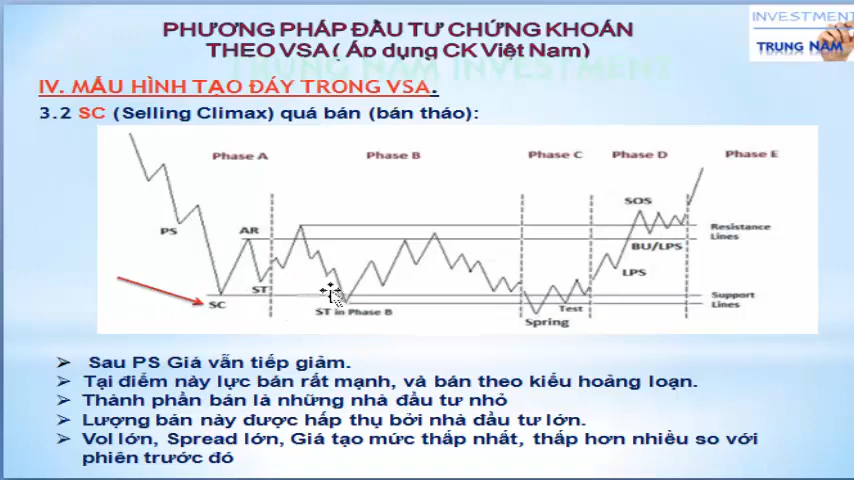 PHƯƠNG PHÁP ĐẦU TƯ CHỨNG KHOÁN
THEO VSA( Áp dụng CK Việt Nam)
INVESTMENT
TRUNG NAM
TRUNG NAM INVESTMENT
IV. MẪU HÌNH TẠO ĐÁY TRONG VSA.
3.2 SC (Selling Climax) quá bán (bán tháo):
Phase A Phase B Phase C Phase D Phase E
SOS
PS AR Resistance
Lines
BU/LPS
LPS
ST
SC Support
Lines
ST in Phase B Test
Spring
Sau PS Giá vẫn tiếp giảm.
Tại điểm này lực bán rất mạnh, và bán theo kiểu hoảng loạn.
Thành phần bán là những nhà đầu tư nhỏ
Lượng bán này được hấp thụ bởi nhà đầu tư lớn.
Vol lớn, Spread lớn, Giá tạo mức thấp nhất, thấp hơn nhiều so với
phiên trước đó